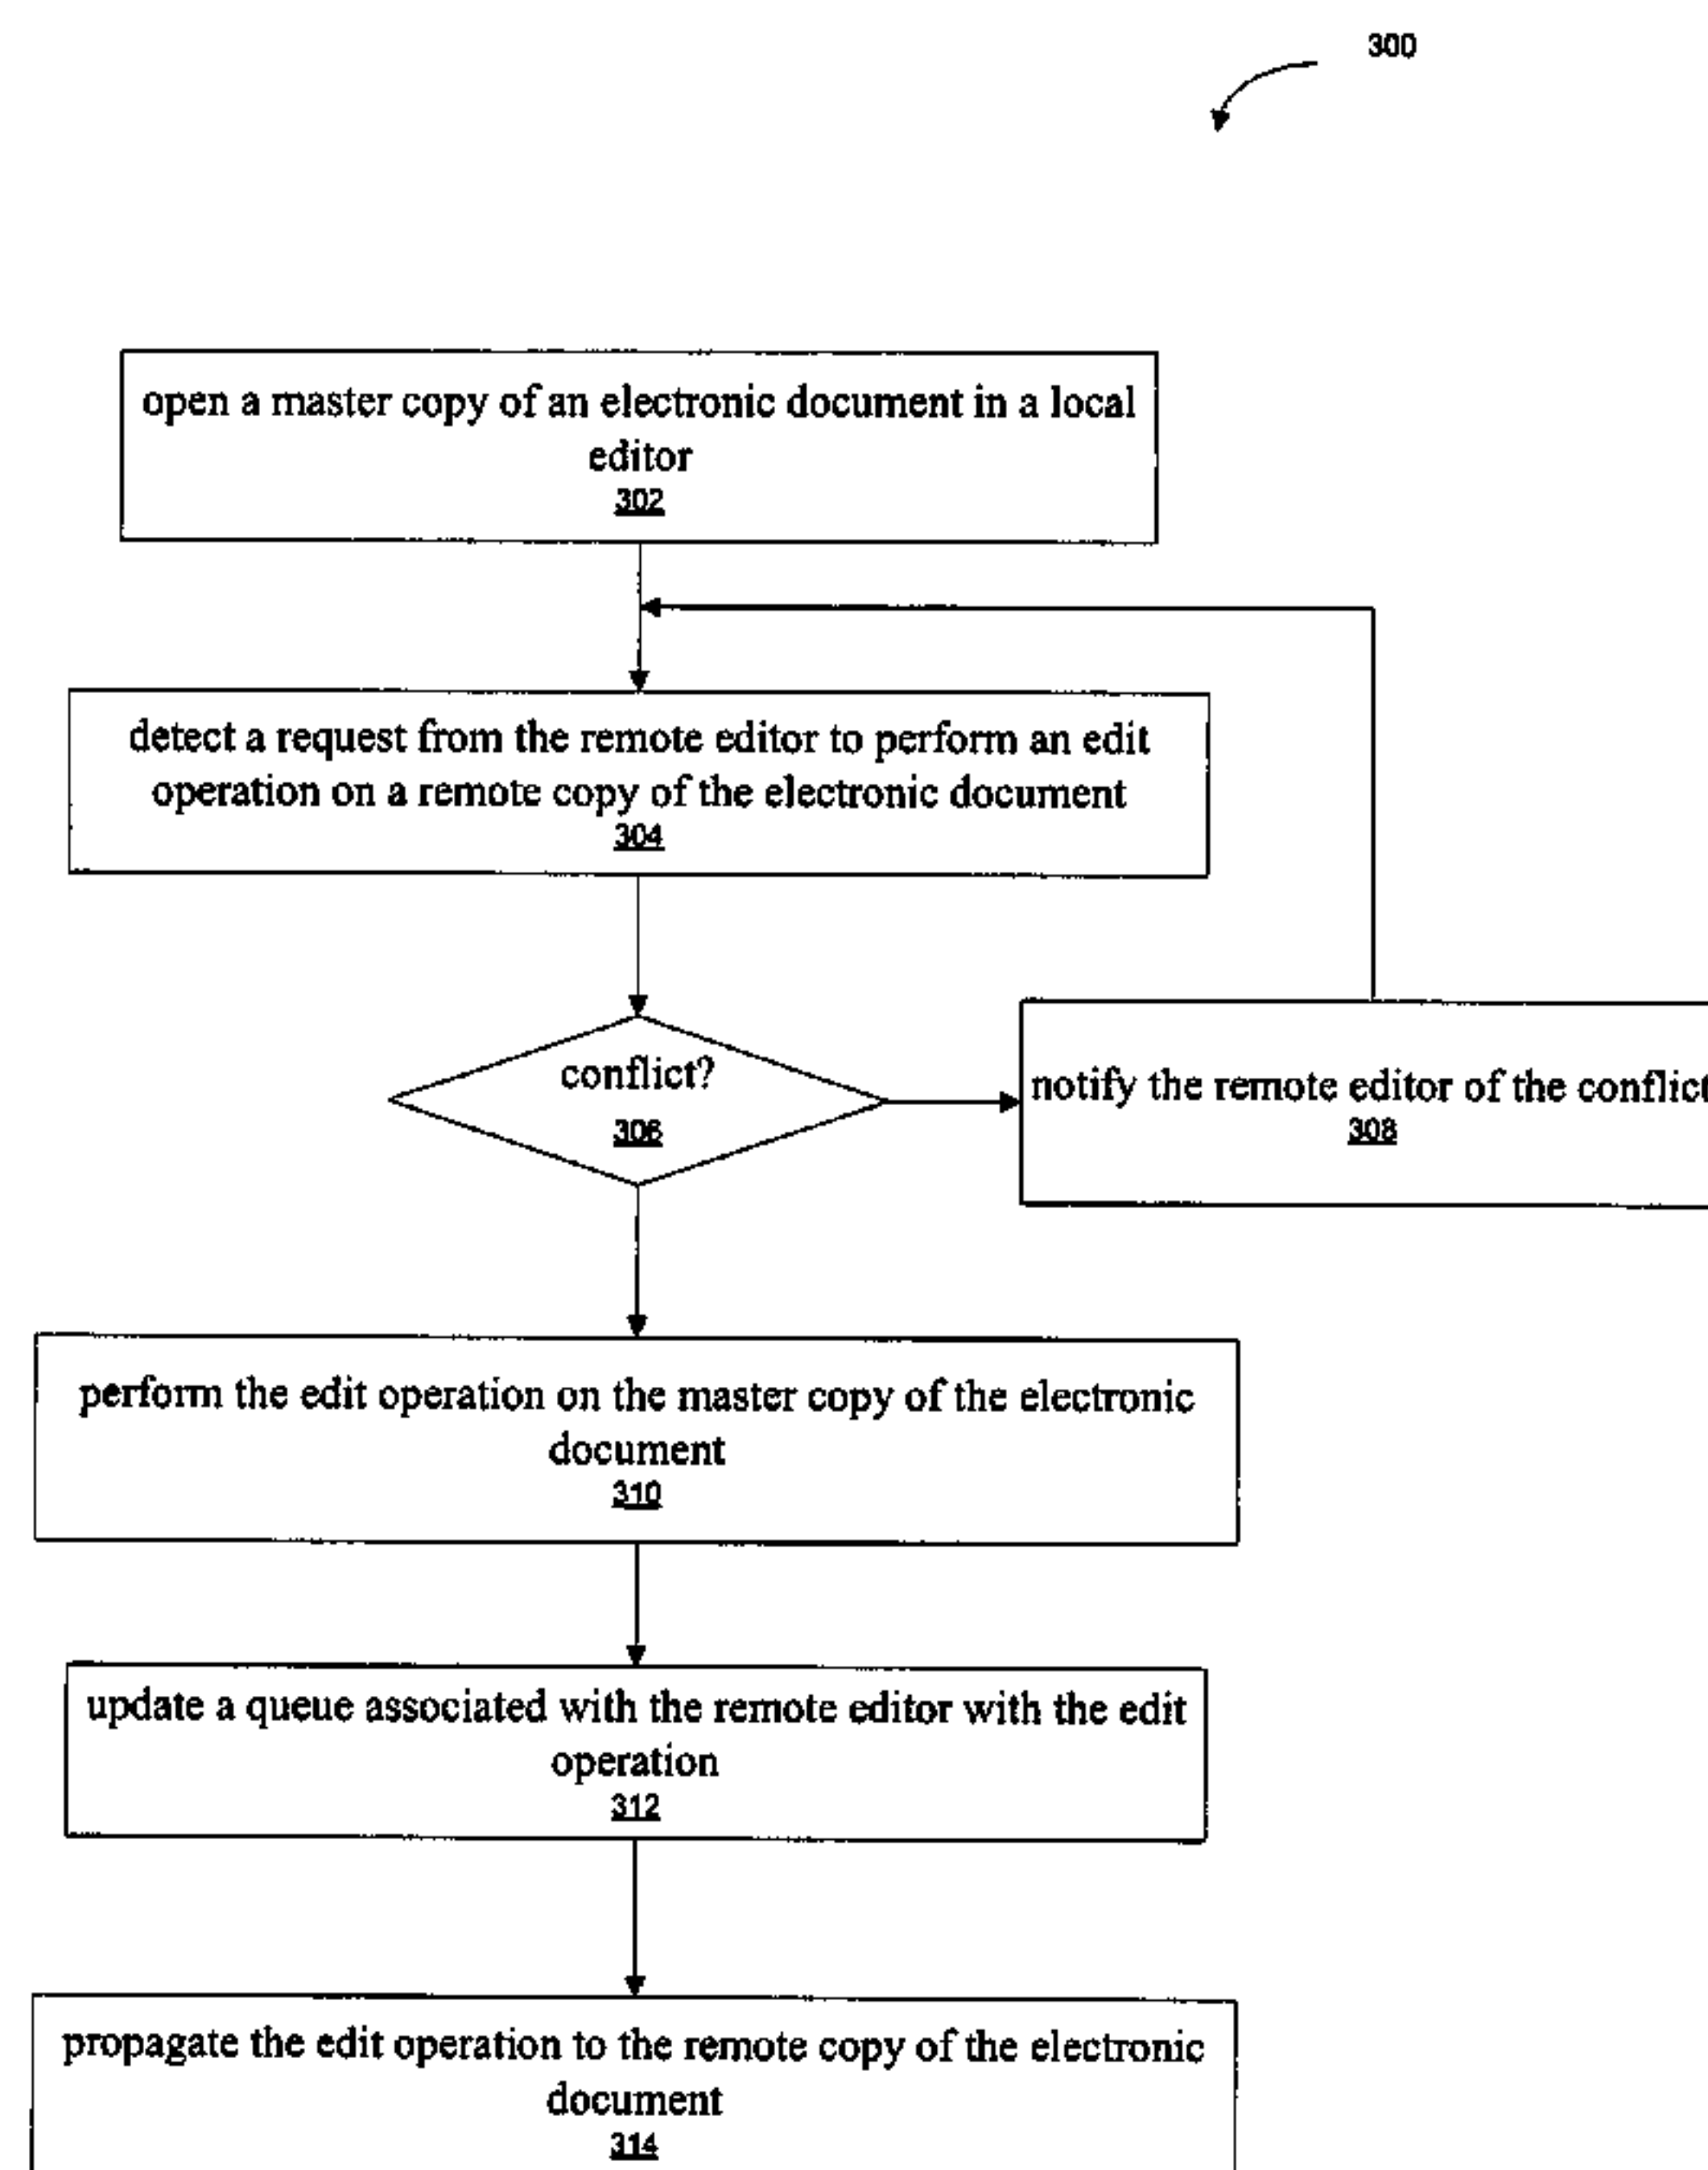 300
open a master copy of an electronic document in a local
editor
302
detect a request from the remote editor to perform an edit
operation on a remote copy of the electronic document
304
conflict?
306
notify the remote editor of the conflict
308
perform the edit operation on the master copy of the electronic
document
310
update a queue associated with the remote editor with the edit
operation
312
propagate the edit operation to the remote copy of the electronic
document
314